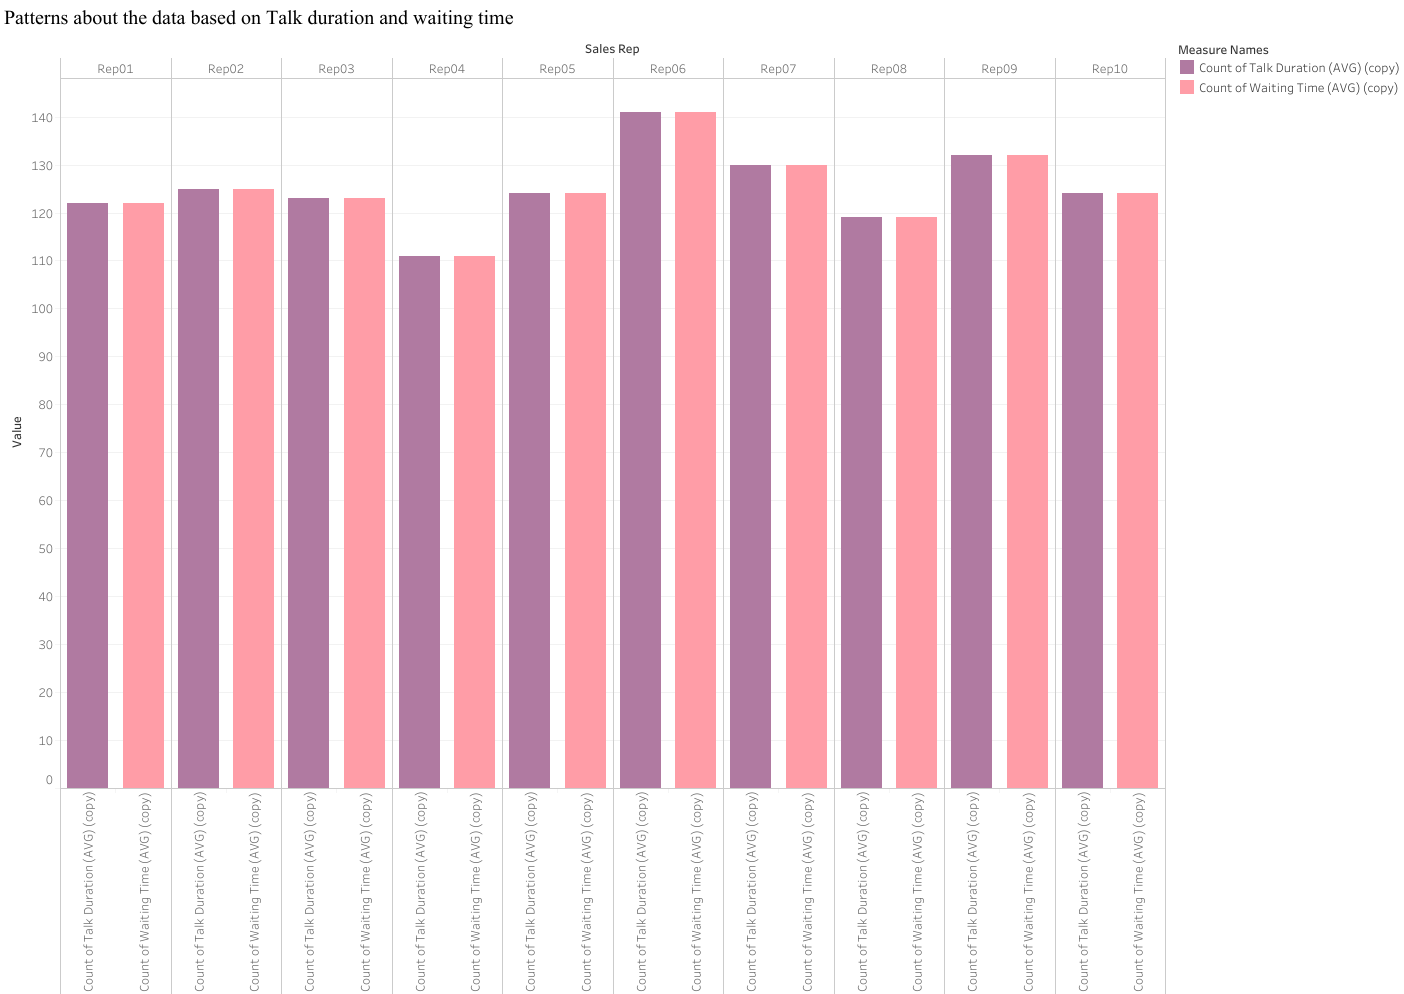 Patterns about the data based on Talk duration and waiting time
Sales Rep
Rep01 Rep02 Rep03 Rep04 Rep05 Rep06 Rep07 Rep08 Rep09 Rep10
Measure Names
Count of Talk Duration (AVG) (copy)
Count of Waiting Time (AVG) (copy)
140
130
120
110
100
90
80
70
60
50
40
30
20
10
0
Value
Count of Talk Duration (AVG) (copy)
Count of Waiting Time (AVG) (copy)
Count of Talk Duration (AVG) (copy)
Count of Waiting Time (AVG) (copy)
Count of Talk Duration (AVG) (copy)
Count of Waiting Time (AVG) (copy)
Count of Talk Duration (AVG) (copy)
Count of Waiting Time (AVG) (copy)
Count of Talk Duration (AVG) (copy)
Count of Waiting Time (AVG) (copy)
Count of Talk Duration (AVG) (copy)
Count of Waiting Time (AVG) (copy)
Count of Talk Duration (AVG) (copy)
Count of Waiting Time (AVG) (copy)
Count of Talk Duration (AVG) (copy)
Count of Waiting Time (AVG) (copy)
Count of Talk Duration (AVG) (copy)
Count of Waiting Time (AVG) (copy)
Count of Talk Duration (AVG) (copy)
Count of Waiting Time (AVG) (copy)